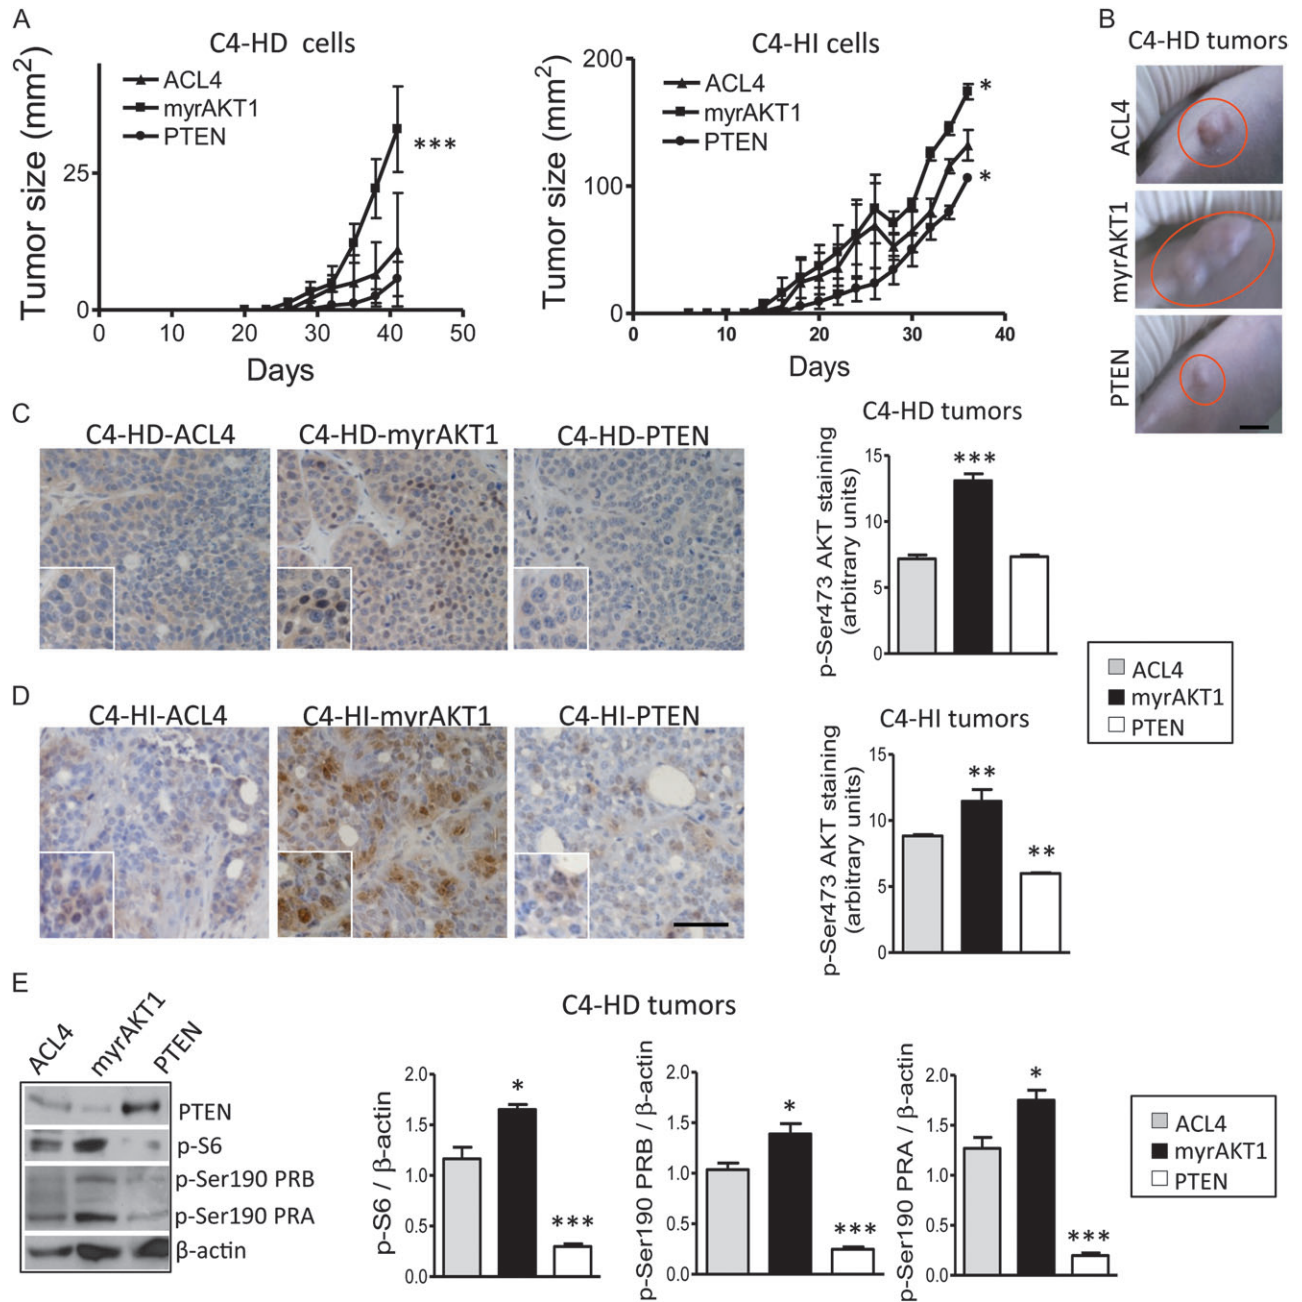 A
C4-HD cells
Tumor size (mm2)
25
0
ACL4
myrAKT1
PTEN
***
0 10 20 30 40 50
Days
C4-HI cells
Tumor size (mm2)
200
100
0
ACL4
myrAKT1
PTEN
*
*
0 10 20 30 40
Days
B
C4-HD tumors
ACL4
myrAKT1
PTEN
C
C4-HD-ACL4 C4-HD-myrAKT1 C4-HD-PTEN
C4-HD tumors
p-Ser473 AKT staining
(arbitrary units)
15
10
5
0
***
ACL4
myrAKT1
PTEN
D
C4-HI-ACL4 C4-HI-myrAKT1 C4-HI-PTEN
C4-HI tumors
p-Ser473 AKT staining
(arbitrary units)
15
10
5
0
**
**
E
ACL4 myrAKT1 PTEN
PTEN
p-S6
p-Ser190 PRB
p-Ser190 PRA
β-actin
C4-HD tumors
p-S6 / β-actin
2.0
1.5
1.0
0.5
0.0
*
***
p-Ser190 PRB / β-actin
2.0
1.5
1.0
0.5
0.0
*
***
p-Ser190 PRA / β-actin
2.0
1.5
1.0
0.5
0.0
*
***
ACL4
myrAKT1
PTEN